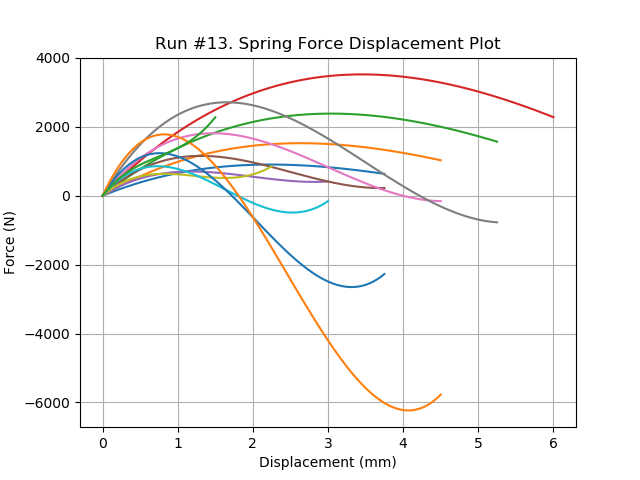 Run #13. Spring Force Displacement Plot
4000
2000
0
−2000
−4000
−6000
Force (N)
0 1 2 3 4 5 6
Displacement (mm)